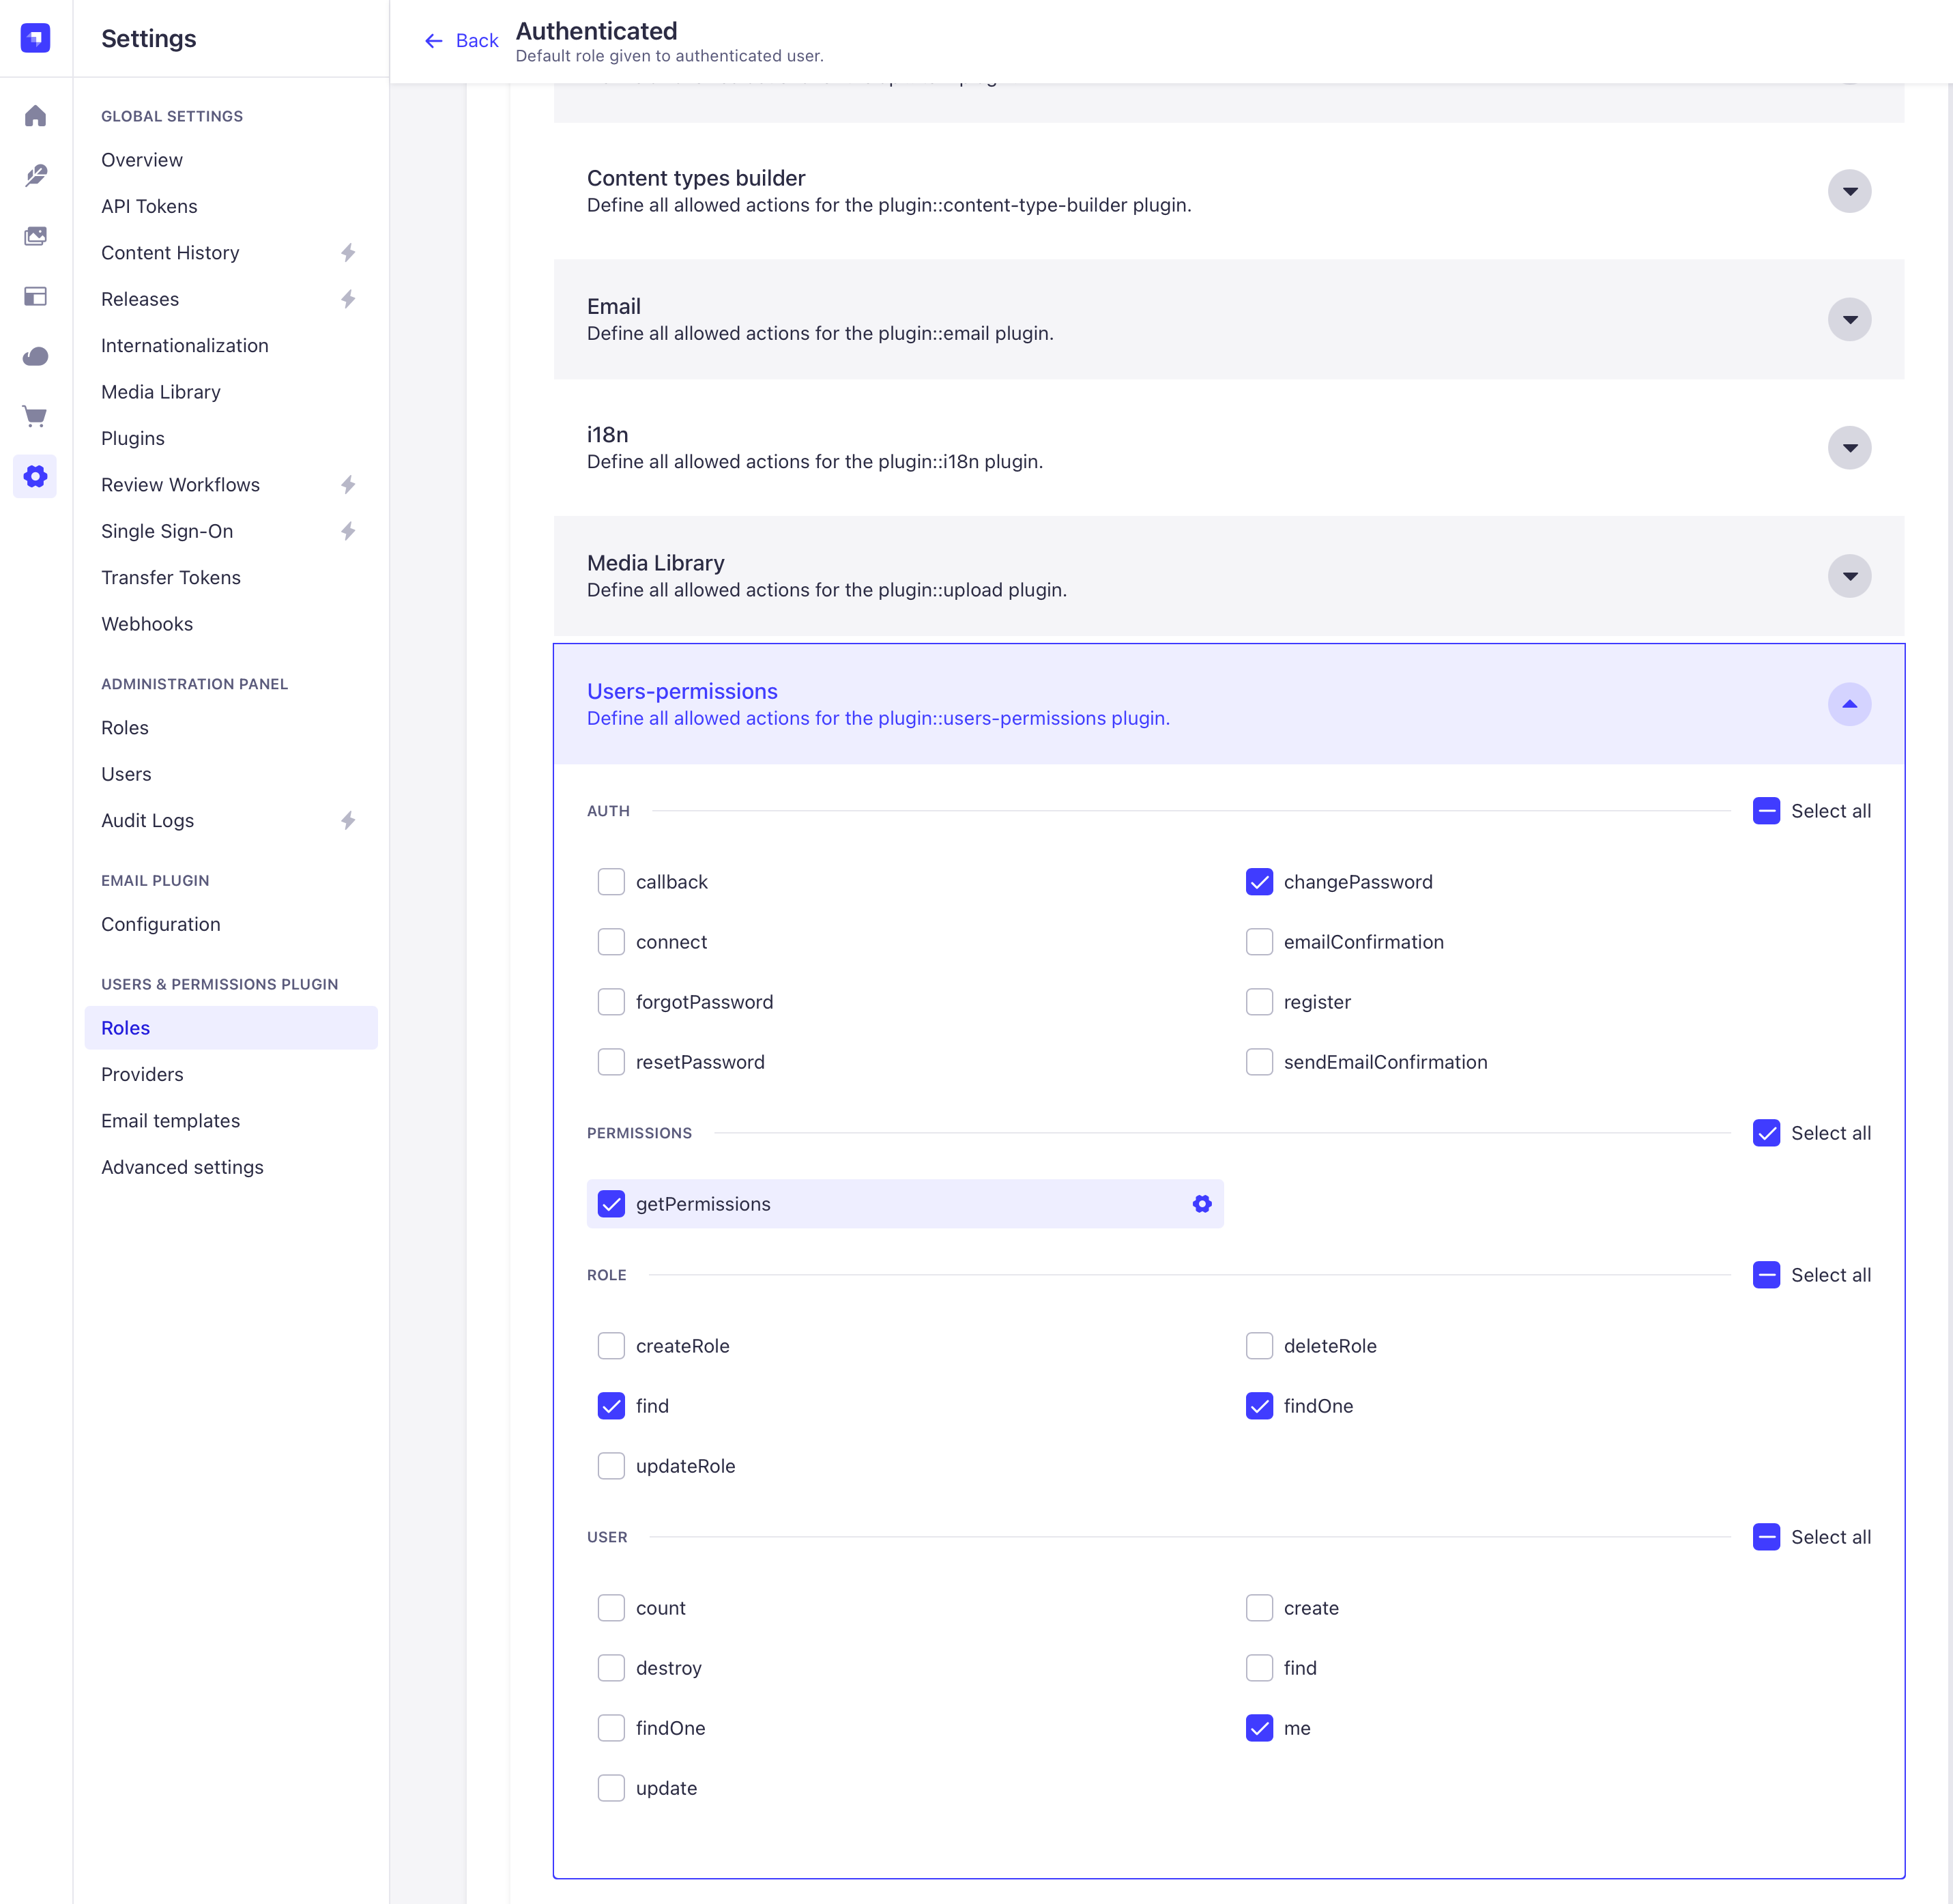 Settings
GLOBAL SETTINGS
Overview
API Tokens
Content History
Releases
Internationalization
Media Library
Plugins
Review Workflows
Single Sign-On
Transfer Tokens
Webhooks
ADMINISTRATION PANEL
Roles
Users
Audit Logs
EMAIL PLUGIN
Configuration
USERS & PERMISSIONS PLUGIN
Roles
Providers
Email templates
Advanced settings
Back
Authenticated
Default role given to authenticated user.
Content types builder
Define all allowed actions for the plugin::content-type-builder plugin.
Email
Define all allowed actions for the plugin::email plugin.
i18n
Define all allowed actions for the plugin::i18n plugin.
Media Library
Define all allowed actions for the plugin::upload plugin.
Users-permissions
Define all allowed actions for the plugin::users-permissions plugin.
AUTH
Select all
callback
changePassword
connect
emailConfirmation
forgotPassword
register
resetPassword
sendEmailConfirmation
PERMISSIONS
Select all
getPermissions
ROLE
Select all
createRole
deleteRole
find
findOne
updateRole
USER
Select all
count
create
destroy
find
findOne
me
update